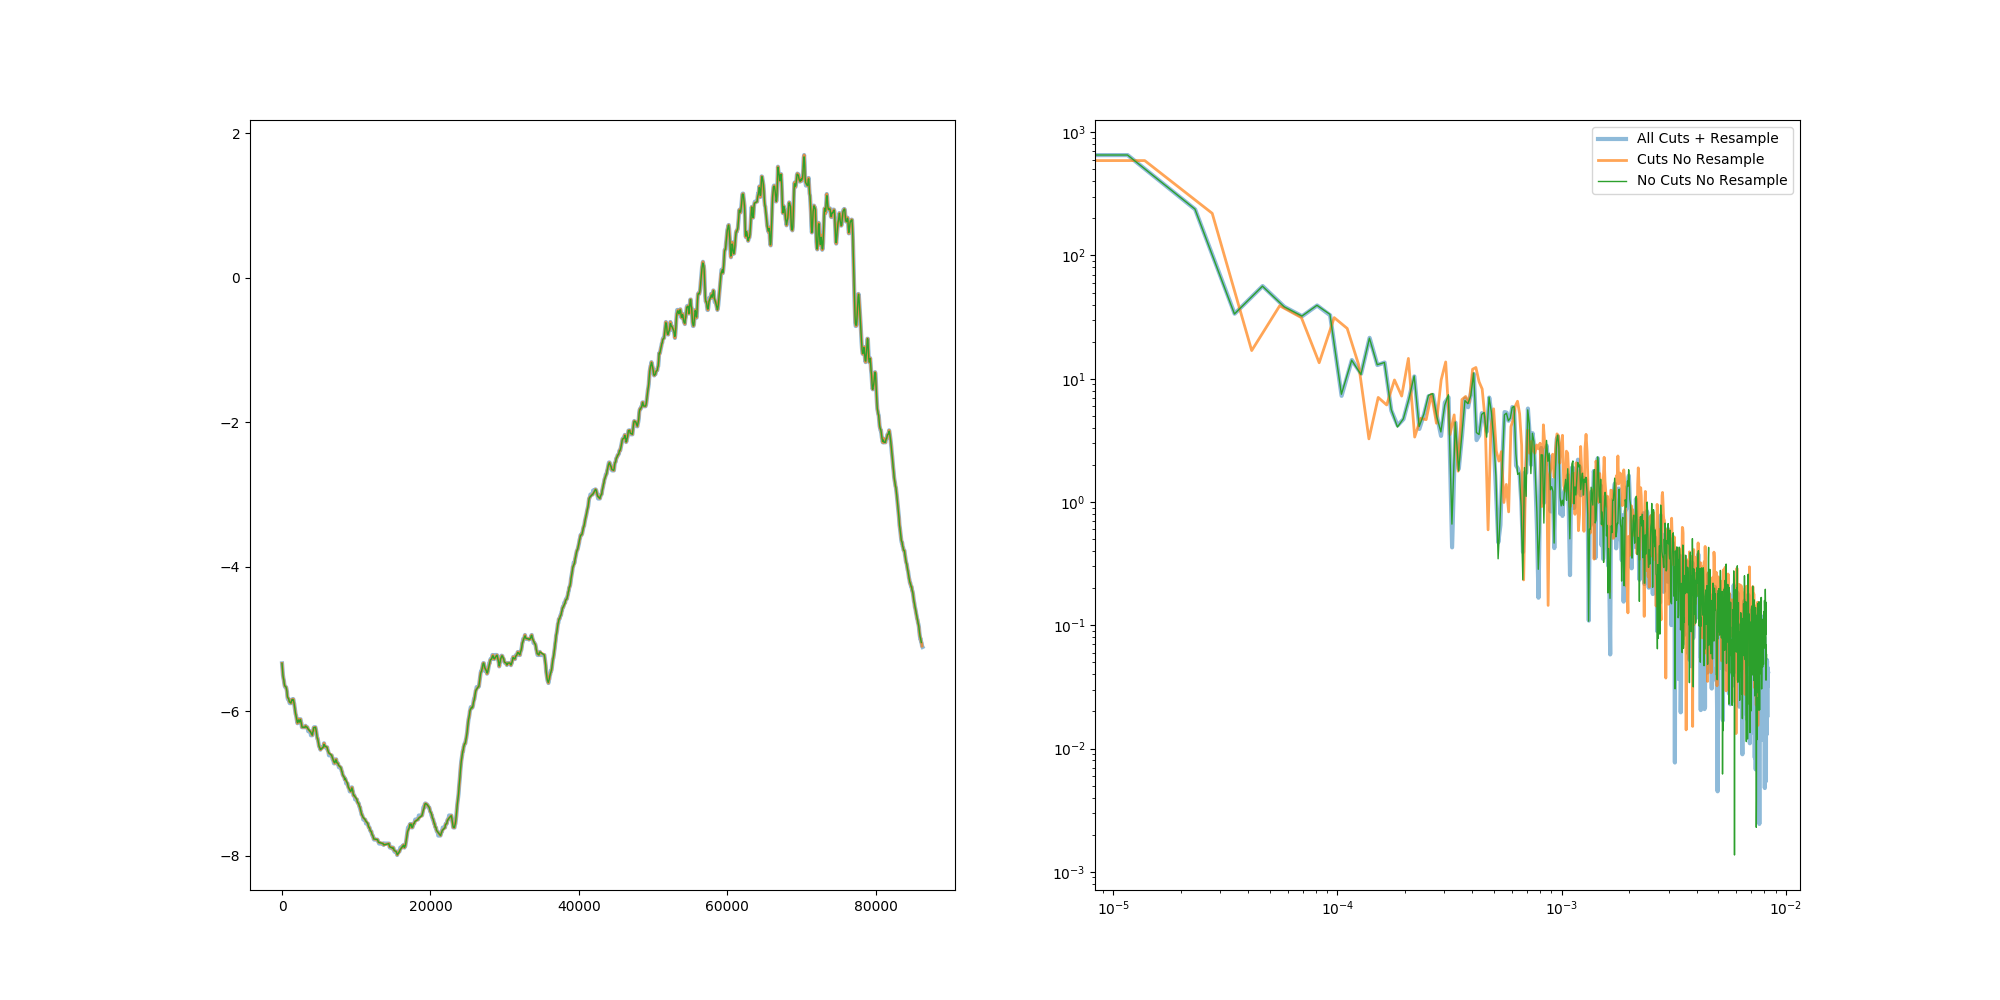 2
0
−2
−4
−6
−8
0 20000 40000 60000 80000
10³
10²
10¹
10⁰
10⁻¹
10⁻²
10⁻³
10⁻⁵ 10⁻⁴ 10⁻³ 10⁻²
All Cuts + Resample
Cuts No Resample
No Cuts No Resample